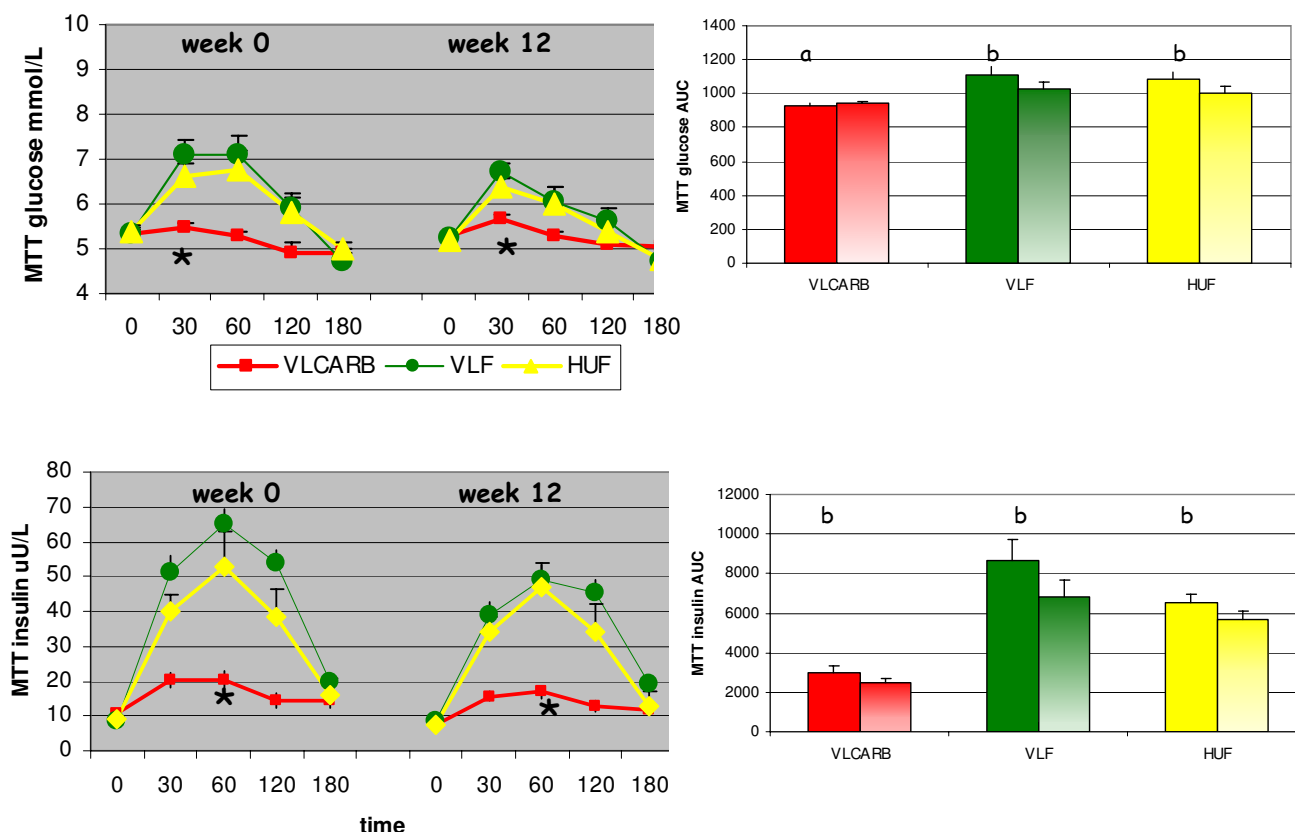 MTT glucose mmol/L
10
9
8
7
6
5
4
week 0
week 12
0 30 60 120 180 0 30 60 120 180
VLCARB VLF HUF
MTT glucose AUC
1400
1200
1000
800
600
400
200
0
a b b
VLCARB VLF HUF
MTT insulin uU/L
80
70
60
50
40
30
20
10
0
week 0
week 12
0 30 60 120 180 0 30 60 120 180
time
MTT insulin AUC
12000
10000
8000
6000
4000
2000
0
b b b
VLCARB VLF HUF